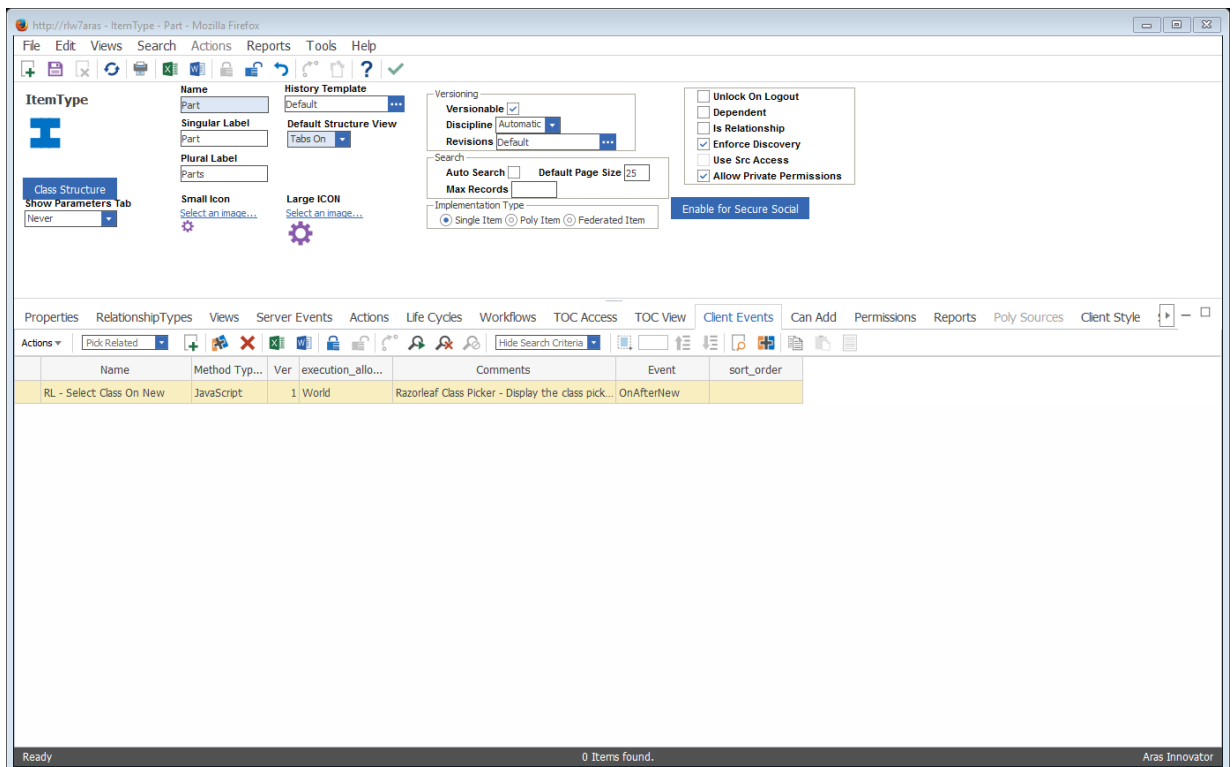 http://rlw7aras - ItemType - Part - Mozilla Firefox
File Edit Views Search Actions Reports Tools Help
ItemType
Class Structure
Show Parameters Tab
Never
Name
Part
Singular Label
Part
Plural Label
Parts
Small Icon
Select an image...
History Template
Default
Default Structure View
Tabs On
Large ICON
Select an image...
Versioning
Versionable
Discipline Automatic
Revisions Default
Search
Auto Search Default Page Size 25
Max Records
Implementation Type
Single Item Poly Item Federated Item
Unlock On Logout
Dependent
Is Relationship
Enforce Discovery
Use Src Access
Allow Private Permissions
Enable for Secure Social
Properties RelationshipTypes Views Server Events Actions Life Cycles Workflows TOC Access TOC View Client Events Can Add Permissions Reports Poly Sources Client Style
Actions Pick Related Hide Search Criteria
Name Method Typ... Ver execution_allo... Comments Event sort_order
RL - Select Class On New JavaScript 1 World Razorleaf Class Picker - Display the class pick... OnAfterNew
Ready 0 Items found. Aras Innovator